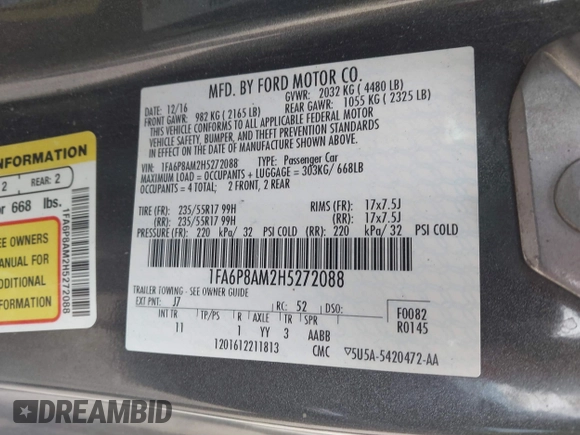 MFD. BY FORD MOTOR CO.
DATE: 12/16
GVWR: 2032 KG ( 4480 LB)
FRONT GAWR: 982 KG ( 2165 LB)
REAR GAWR: 1055 KG ( 2325 LB)
THIS VEHICLE CONFORMS TO ALL APPLICABLE FEDERAL MOTOR
VEHICLE SAFETY, BUMPER, AND THEFT PREVENTION STANDARDS
IN EFFECT ON THE DATE OF MANUFACTURE SHOWN ABOVE.
VIN: 1FA6P8AM2H5272088 TYPE: Passenger Car
MAXIMUM LOAD = OCCUPANTS + LUGGAGE = 303KG/ 668LB
OCCUPANTS = 4 TOTAL; 2 FRONT, 2 REAR
TIRE (FR): 235/55R17 99H RIMS (FR): 17x7.5J
(RR): 235/55R17 99H (RR): 17x7.5J
PRESSURE (FR): 220 kPa/ 32 PSI COLD (RR): 220 kPa/ 32 PSI COLD
1FA6P8AM2H5272088
TRAILER TOWING - SEE OWNER GUIDE
EXT PNT: J7 RC: 52 DSO: F0082
INT TR TP/PS R AXLE TR SPR R0145
11 1 YY 3 AABB
1201612211813 CMC ▽5U5A-5420472-AA
INFORMATION
2 REAR: 2
or 668 lbs.
SEE OWNERS
MANUAL FOR
ADDITIONAL
INFORMATION
1FA6P8AM2H5272088
DREAMBID